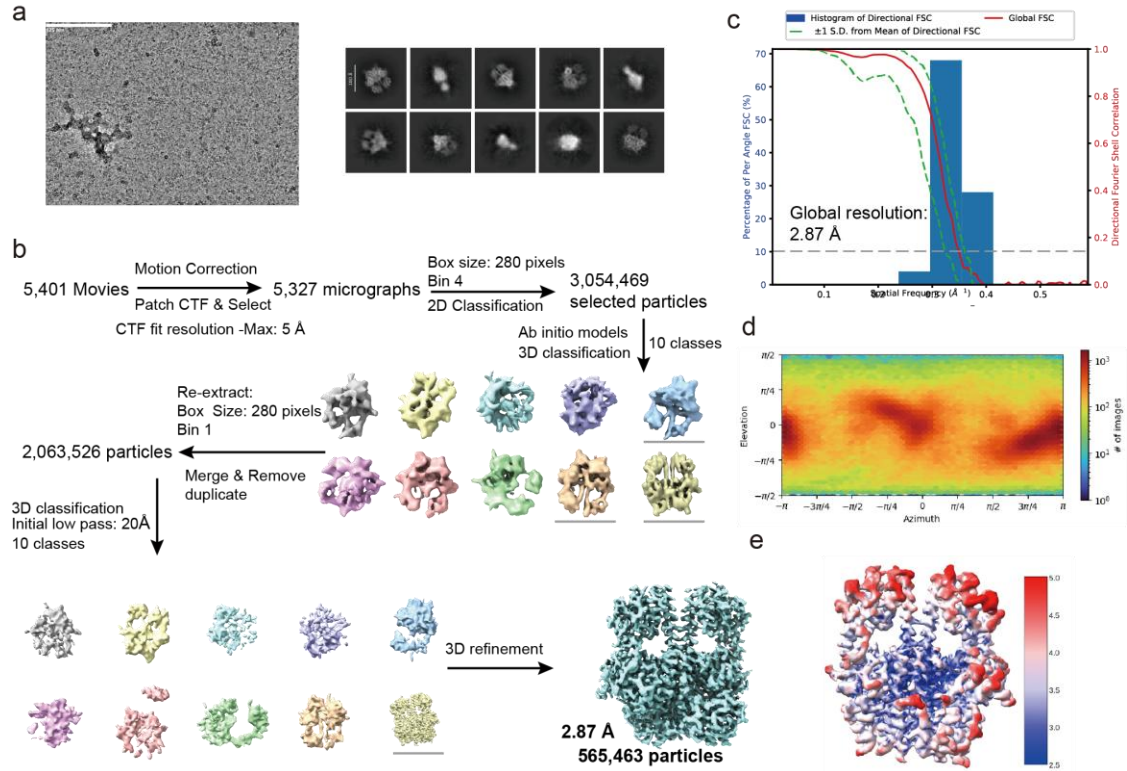 a
b
5,401 Movies
Motion Correction
Patch CTF & Select
CTF fit resolution -Max: 5 Å
5,327 micrographs
Box size: 280 pixels
Bin 4
2D Classification
3,054,469
selected particles
Ab initio models
3D classification
10 classes
Re-extract:
Box Size: 280 pixels
Bin 1
Merge & Remove
duplicate
2,063,526 particles
3D classification
Initial low pass: 20Å
10 classes
3D refinement
2.87 Å
565,463 particles
c
Histogram of Directional FSC
Global FSC
±1 S.D. from Mean of Directional FSC
Percentage of Per Angle FSC (%)
70
60
50
40
30
20
10
0
1.0
0.8
0.6
0.4
0.2
0.0
Directional Fourier Shell Correlation
Global resolution:
2.87 Å
0.1
0.2
0.3
0.4
0.5
Spatial Frequency (Å⁻¹)
d
Elevation
π/2
π/4
0
−π/4
−π/2
−π
−3π/4
−π/2
−π/4
0
π/4
π/2
3π/4
π
Azimuth
10³
10²
10¹
10⁰
# of images
e
5.0
4.5
4.0
3.5
3.0
2.5